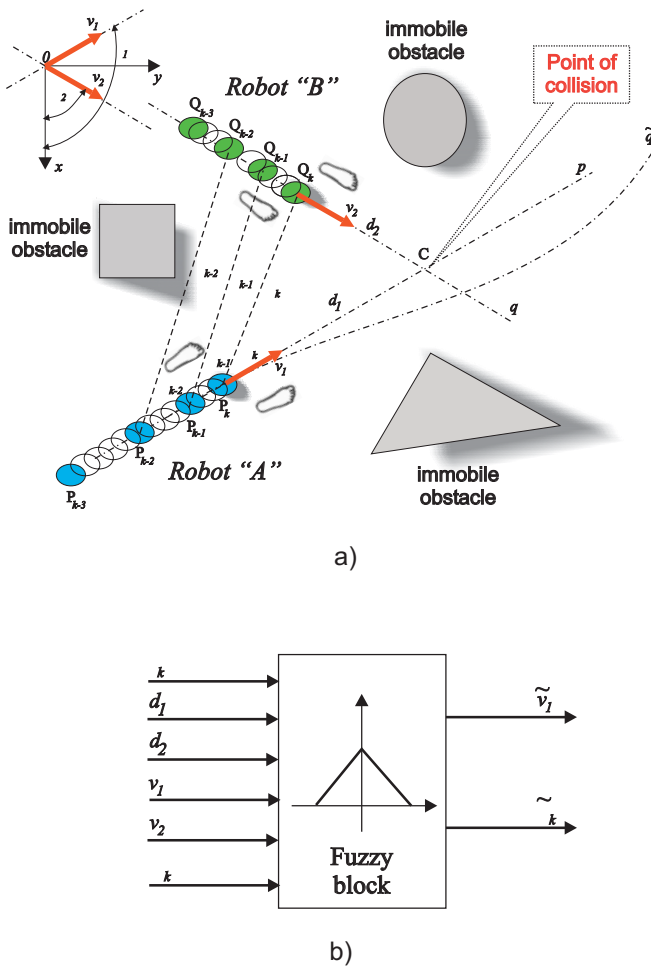 v1
0
1
y
v2
2
x
Robot “B”
immobile
obstacle
Point of
collision
Qk-3
Qk-2
Qk-1
Qk
q̃
p
v2
d2
immobile
obstacle
C
k-2
k-1
k
d1
q
k
k-1
v1
k-2
Pk
Pk-1
Pk-2
Robot “A”
Pk-3
immobile
obstacle
a)
k
d1
d2
v1
v2
k
Fuzzy
block
ṽ1
~
k
b)